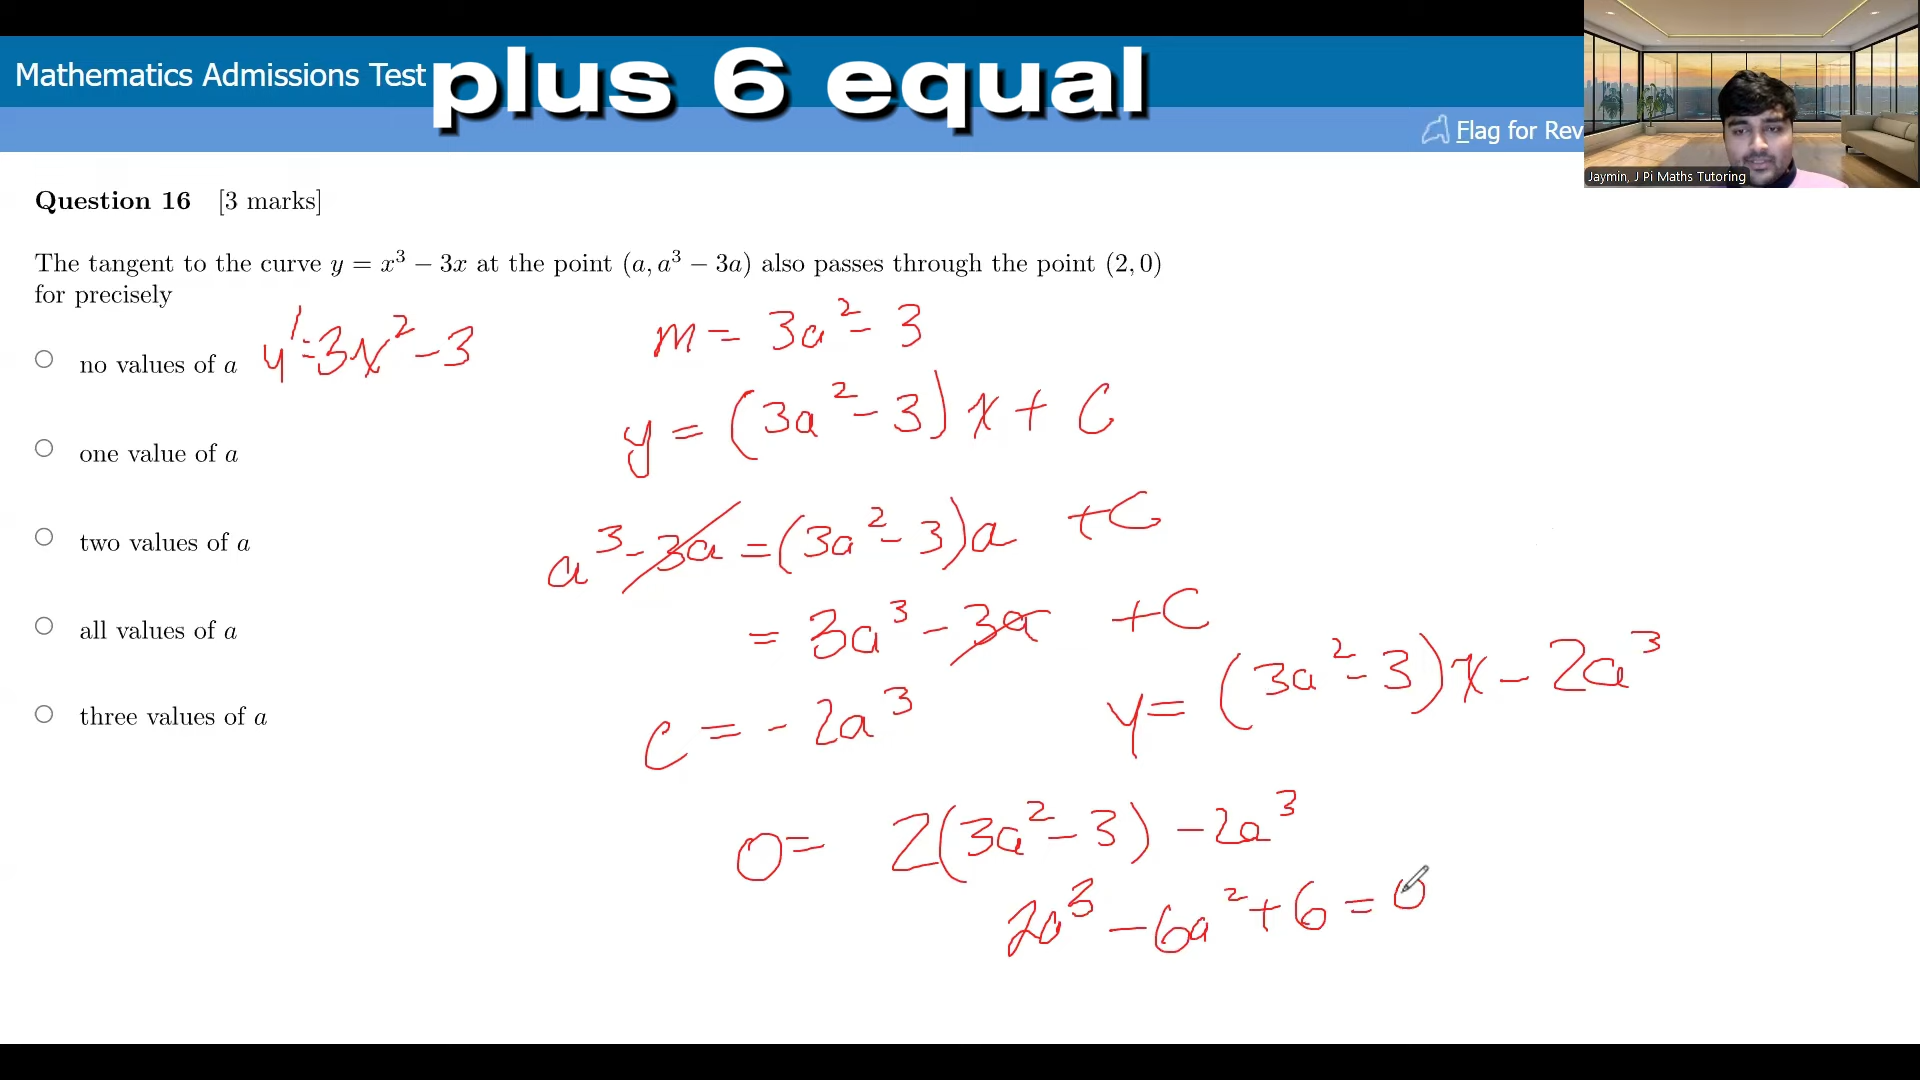 Mathematics Admissions Test
plus 6 equal
Flag for Rev
Jaymin, J Pi Maths Tutoring
Question 16 [3 marks]
The tangent to the curve y = x³ − 3x at the point (a, a³ − 3a) also passes through the point (2, 0)
for precisely
no values of a
one value of a
two values of a
all values of a
three values of a
y' = 3x² − 3
m = 3a² − 3
y = (3a² − 3)x + c
a³ − 3a = (3a² − 3)a + c
= 3a³ − 3a + c
c = − 2a³
y = (3a² − 3)x − 2a³
0 = 2(3a² − 3) − 2a³
2a³ − 6a² + 6 = 0